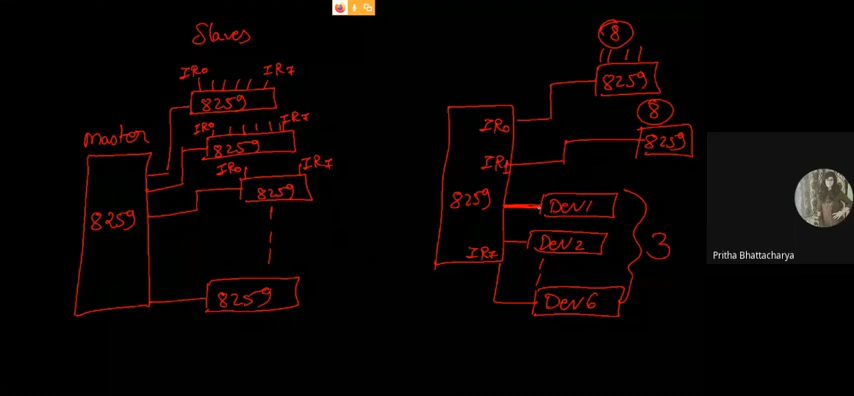 Slaves
IR0 IR7
8259
IR0 IR7
8259
IR0 IR7
8259
8259
Master
8259
8
8259
8
8259
IR0
IR1
8259
IR7
DEV1
DEV2
DEV6
3
Pritha Bhattacharya